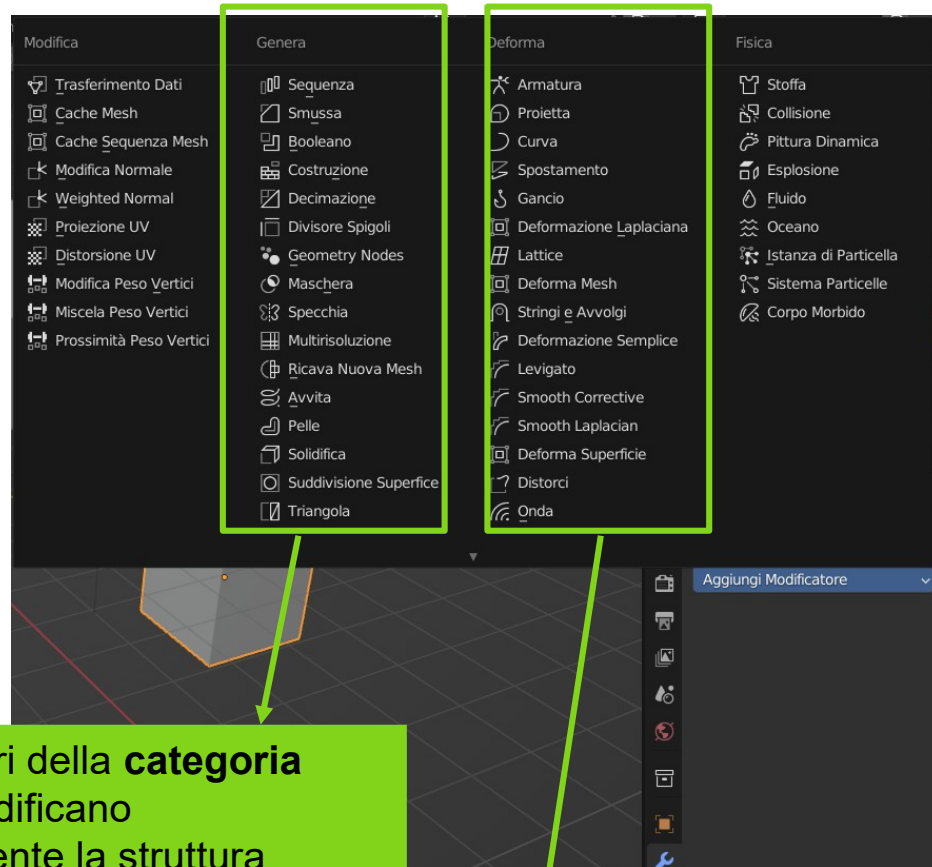 Modifica
Trasferimento Dati
Cache Mesh
Cache Sequenza Mesh
Modifica Normale
Weighted Normal
Proiezione UV
Distorsione UV
Modifica Peso Vertici
Miscela Peso Vertici
Prossimità Peso Vertici
Genera
Sequenza
Smussa
Booleano
Costruzione
Decimazione
Divisore Spigoli
Geometry Nodes
Maschera
Specchia
Multirisoluzione
Ricava Nuova Mesh
Avvita
Pelle
Solidifica
Suddivisione Superfice
Triangola
Deforma
Armatura
Proietta
Curva
Spostamento
Gancio
Deformazione Laplaciana
Lattice
Deforma Mesh
Stringi e Avvolgi
Deformazione Semplice
Levigato
Smooth Corrective
Smooth Laplacian
Deforma Superficie
Distorci
Onda
Fisica
Stoffa
Collisione
Pittura Dinamica
Esplosione
Fluido
Oceano
Istanza di Particella
Sistema Particelle
Corpo Morbido
Aggiungi Modificatore
della categoria
la struttura